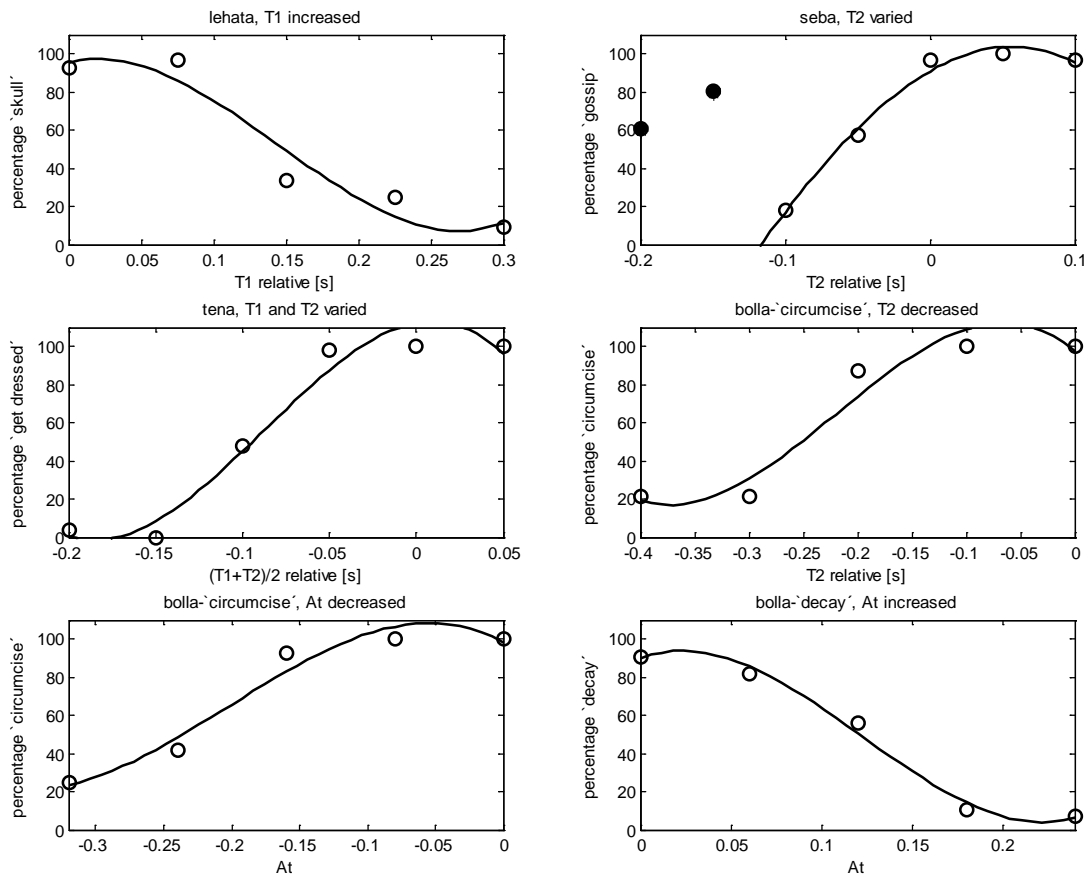 lehata, T1 increased
percentage `skull´
100
80
60
40
20
0
0 0.05 0.1 0.15 0.2 0.25 0.3
T1 relative [s]
seba, T2 varied
percentage `gossip´
100
80
60
40
20
0
-0.2 -0.1 0 0.1
T2 relative [s]
tena, T1 and T2 varied
percentage `get dressed´
100
80
60
40
20
0
-0.2 -0.15 -0.1 -0.05 0 0.05
(T1+T2)/2 relative [s]
bolla-`circumcise´, T2 decreased
percentage `circumcise´
100
80
60
40
20
0
-0.4 -0.35 -0.3 -0.25 -0.2 -0.15 -0.1 -0.05 0
T2 relative [s]
bolla-`circumcise´, At decreased
percentage `circumcise´
100
80
60
40
20
0
-0.3 -0.25 -0.2 -0.15 -0.1 -0.05 0
At
bolla-`decay´, At increased
percentage `decay´
100
80
60
40
20
0
0 0.05 0.1 0.15 0.2
At